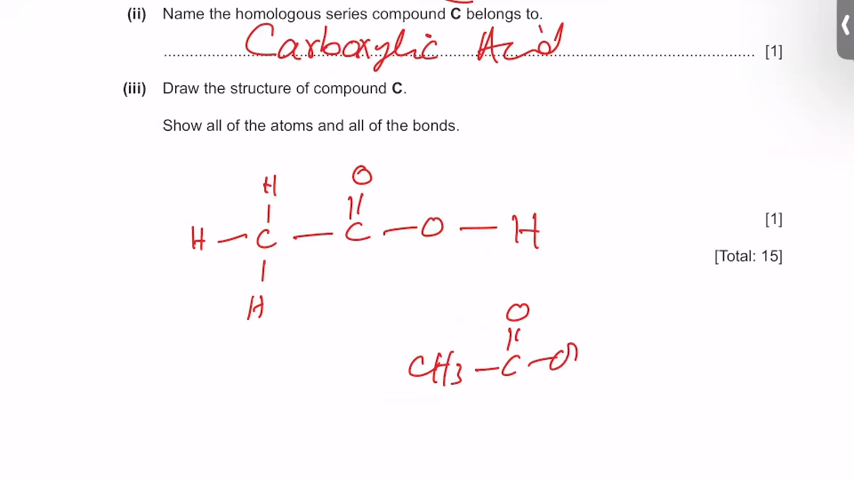 (ii) Name the homologous series compound C belongs to.
Carboxylic Acid [1]
(iii) Draw the structure of compound C.
Show all of the atoms and all of the bonds.
H O
H – C – C – O – H [1]
[Total: 15]
H
O
CH3 – C – O